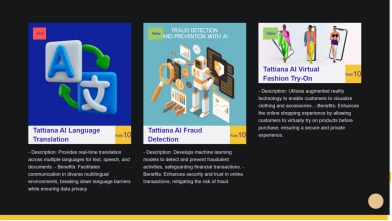 Hot
Tattiana AI Language
Translation
10
- Description: Provides real-time translation
across multiple languages for text, speech, and
documents. - Benefits: Facilitates
communication in diverse multilingual
environments, breaking down language barriers
while ensuring data privacy.
New
FRAUD DETECTION
AND PREVENTION WITH AI
Tattiana AI Fraud
Detection
10
- Description: Develops machine learning
models to detect and prevent fraudulent
activities, safeguarding financial transactions. -
Benefits: Enhances security and trust in online
transactions, mitigating the risk of fraud.
New
Tattiana AI Virtual
Fashion Try-On
10
- Description: Utilizes augmented reality
technology to enable customers to visualize
clothing and accessories. - Benefits: Enhances
the online shopping experience by allowing
customers to virtually try on products before
purchase, ensuring a secure and private
experience.